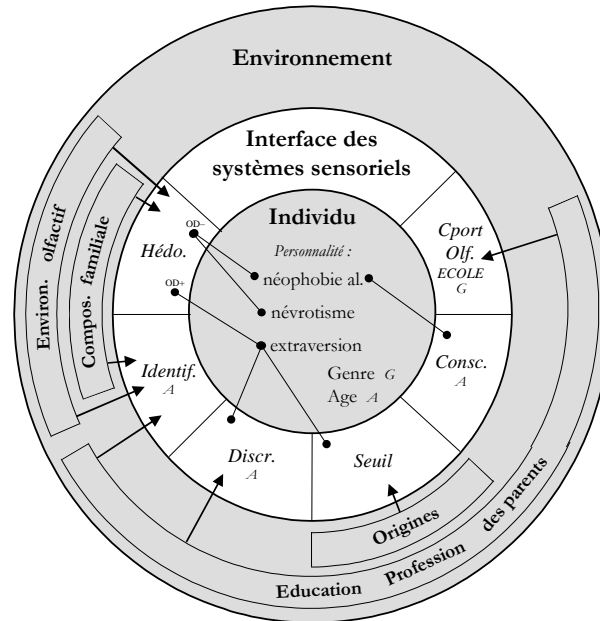 Environnement
Interface des
systèmes sensoriels
Individu
Personnalité :
néophobie al.
névrotisme
extraversion
Genre G
Age A
OD–
Hédo.
OD+
Identif.
A
Discr.
A
Seuil
Consc.
A
Cport
Olf.
ECOLE
G
Environ. olfactif
Compos. familiale
Origines
Education Profession des parents